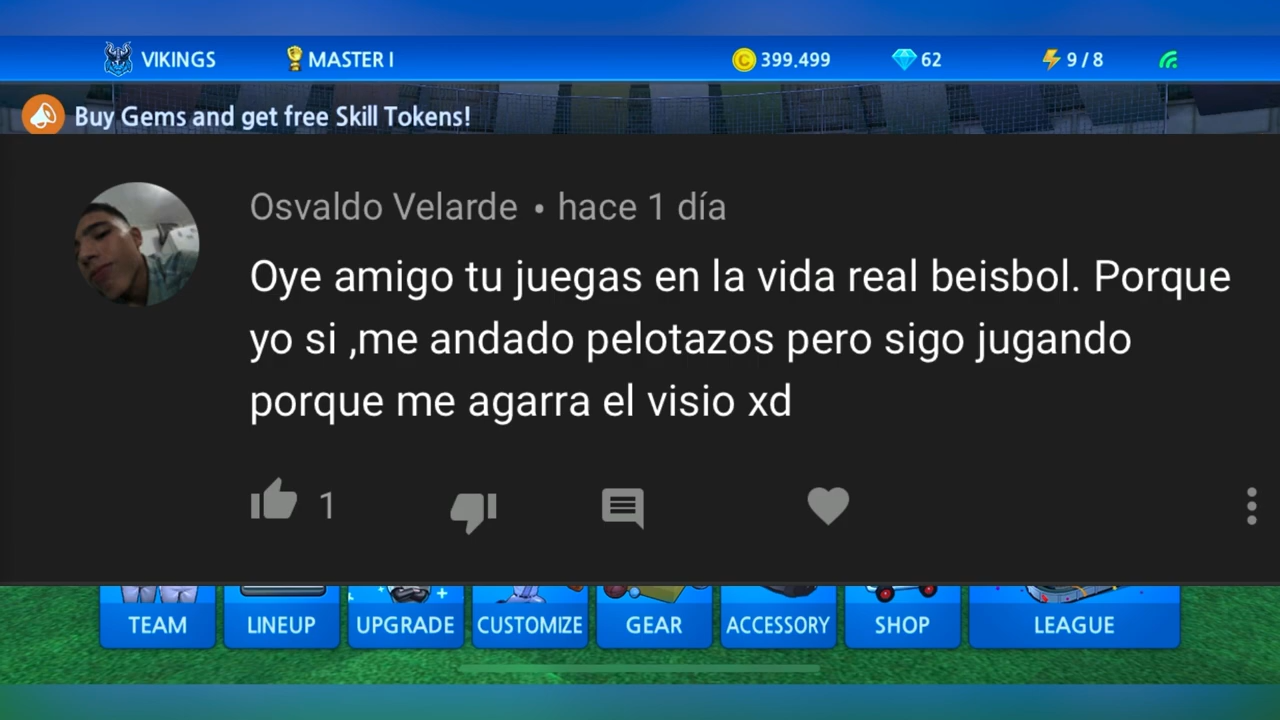 VIKINGS MASTER I 399,499 62 9 / 8
Buy Gems and get free Skill Tokens!
Osvaldo Velarde • hace 1 día
Oye amigo tu juegas en la vida real beisbol. Porque
yo si ,me andado pelotazos pero sigo jugando
porque me agarra el visio xd
1
TEAM LINEUP UPGRADE CUSTOMIZE GEAR ACCESSORY SHOP LEAGUE